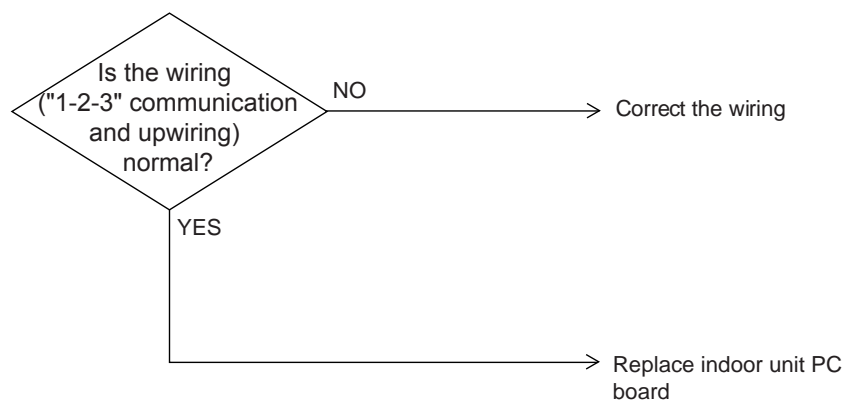 Is the wiring
("1-2-3" communication
and upwiring)
normal?
NO
Correct the wiring
YES
Replace indoor unit PC
board